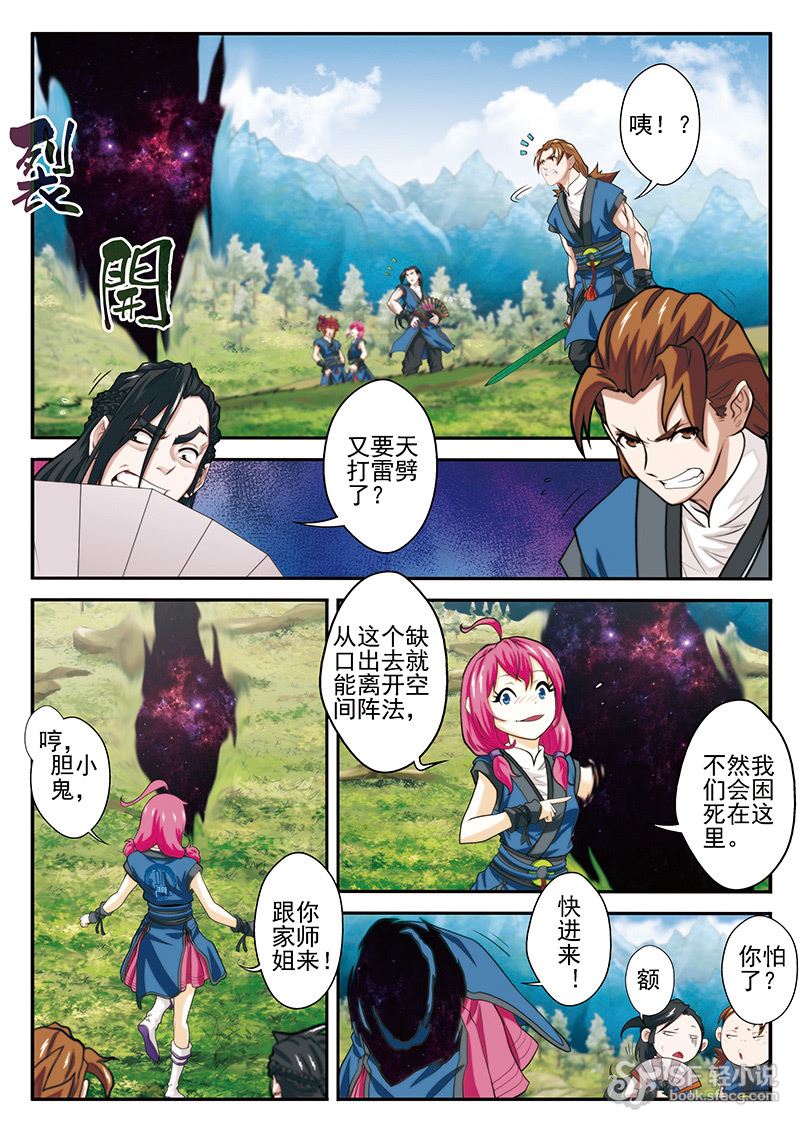 裂
開
咦！？
又要天
打雷劈
了？
哼，
胆小
鬼，
跟你
家师
姐来！
从这个缺
口出去就
能离开空
间阵法，
不然我
们会困
死在这
里。
快进
来！
额
你怕
了？
SF轻小说
book.sfacg.com